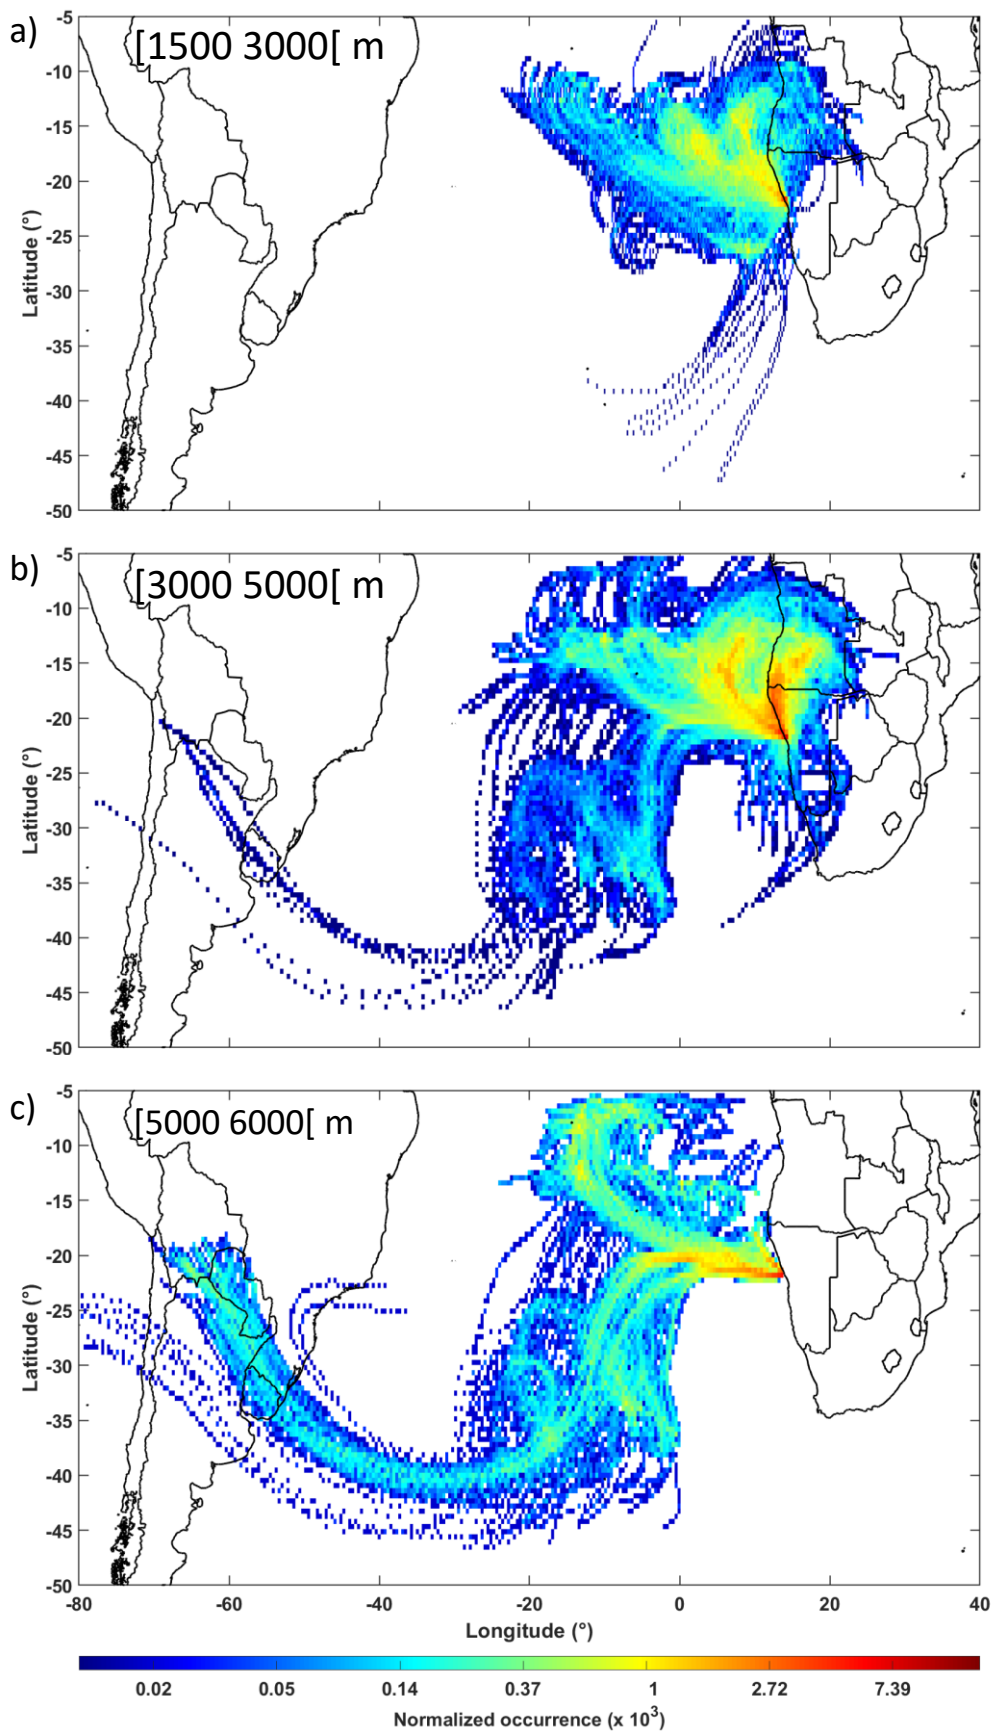 a)
[1500 3000[ m
-5
-10
-15
-20
-25
-30
-35
-40
-45
-50
Latitude (°)
b)
[3000 5000[ m
-5
-10
-15
-20
-25
-30
-35
-40
-45
-50
Latitude (°)
c)
[5000 6000[ m
-5
-10
-15
-20
-25
-30
-35
-40
-45
-50
Latitude (°)
-80 -60 -40 -20 0 20 40
Longitude (°)
0.02 0.05 0.14 0.37 1 2.72 7.39
Normalized occurrence (x 10³)